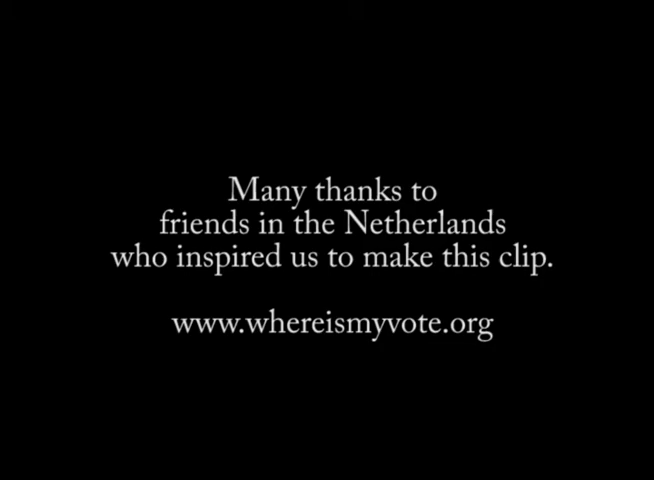 Many thanks to
friends in the Netherlands
who inspired us to make this clip.
www.whereismyvote.org